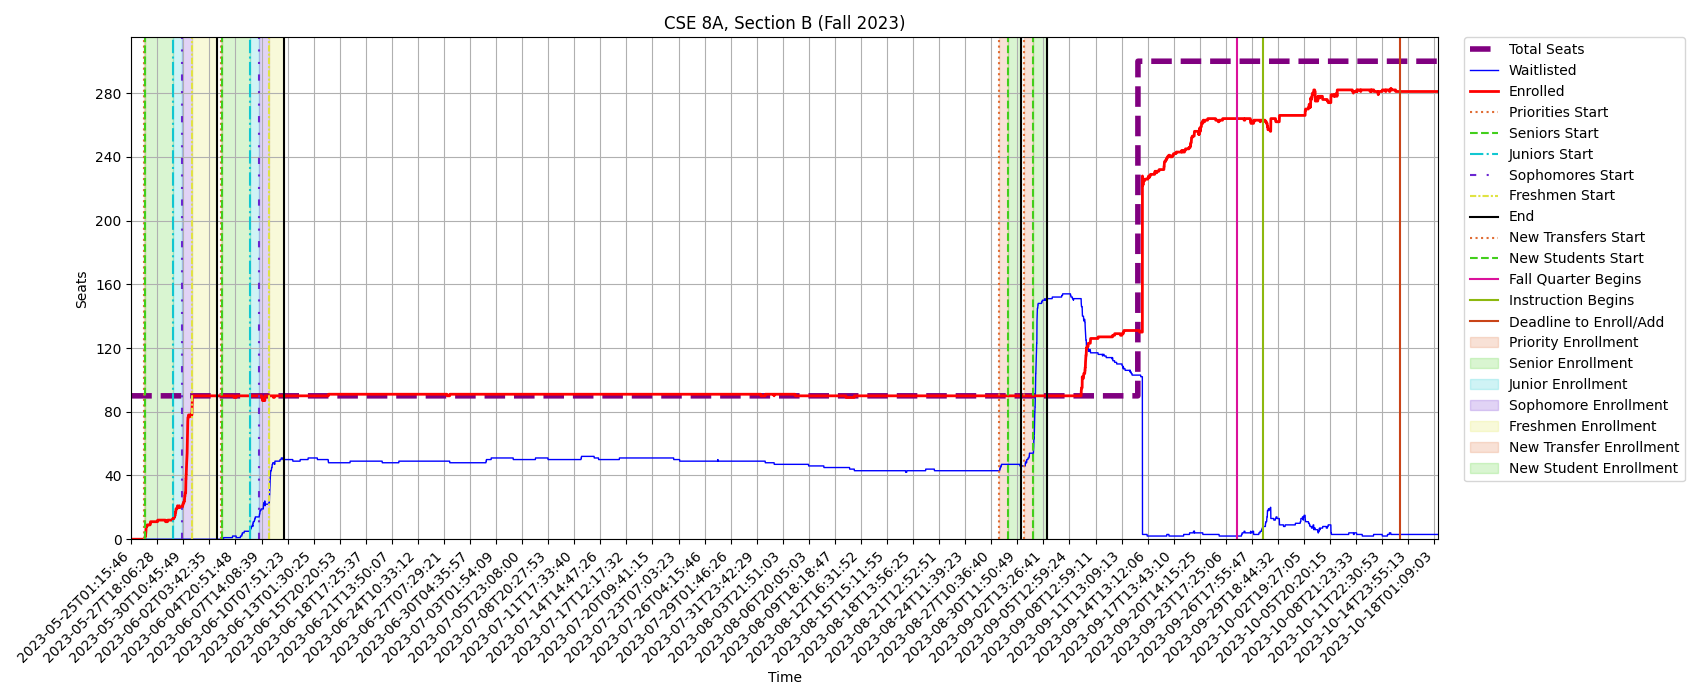 CSE 8A, Section B (Fall 2023)
Seats
280
240
200
160
120
80
40
0
2023-05-25T01:15:46
2023-05-27T18:06:28
2023-05-30T10:45:49
2023-06-02T03:42:35
2023-06-04T20:51:48
2023-06-07T14:08:39
2023-06-10T07:51:23
2023-06-13T01:30:25
2023-06-15T10:20:53
2023-06-18T17:25:37
2023-06-21T13:50:07
2023-06-24T10:33:12
2023-06-27T07:29:21
2023-06-30T04:35:57
2023-07-03T01:54:09
2023-07-05T23:08:00
2023-07-08T20:27:53
2023-07-11T17:33:40
2023-07-14T14:47:26
2023-07-17T12:17:32
2023-07-20T09:41:15
2023-07-23T07:03:23
2023-07-26T04:15:46
2023-07-29T01:46:26
2023-07-31T23:42:29
2023-08-03T21:51:03
2023-08-06T20:05:03
2023-08-09T18:18:47
2023-08-12T16:31:52
2023-08-15T15:11:55
2023-08-18T13:56:25
2023-08-21T12:52:51
2023-08-24T11:39:23
2023-08-27T10:36:40
2023-08-30T11:50:49
2023-09-02T13:26:41
2023-09-05T12:59:24
2023-09-08T12:59:11
2023-09-11T13:09:13
2023-09-14T13:12:06
2023-09-17T13:43:10
2023-09-20T14:15:25
2023-09-23T17:25:06
2023-09-26T17:55:47
2023-09-29T18:44:32
2023-10-02T19:27:05
2023-10-05T20:20:15
2023-10-08T21:23:33
2023-10-11T22:30:53
2023-10-14T23:55:13
2023-10-18T01:09:03
Time
Total Seats
Waitlisted
Enrolled
Priorities Start
Seniors Start
Juniors Start
Sophomores Start
Freshmen Start
End
New Transfers Start
New Students Start
Fall Quarter Begins
Instruction Begins
Deadline to Enroll/Add
Priority Enrollment
Senior Enrollment
Junior Enrollment
Sophomore Enrollment
Freshmen Enrollment
New Transfer Enrollment
New Student Enrollment